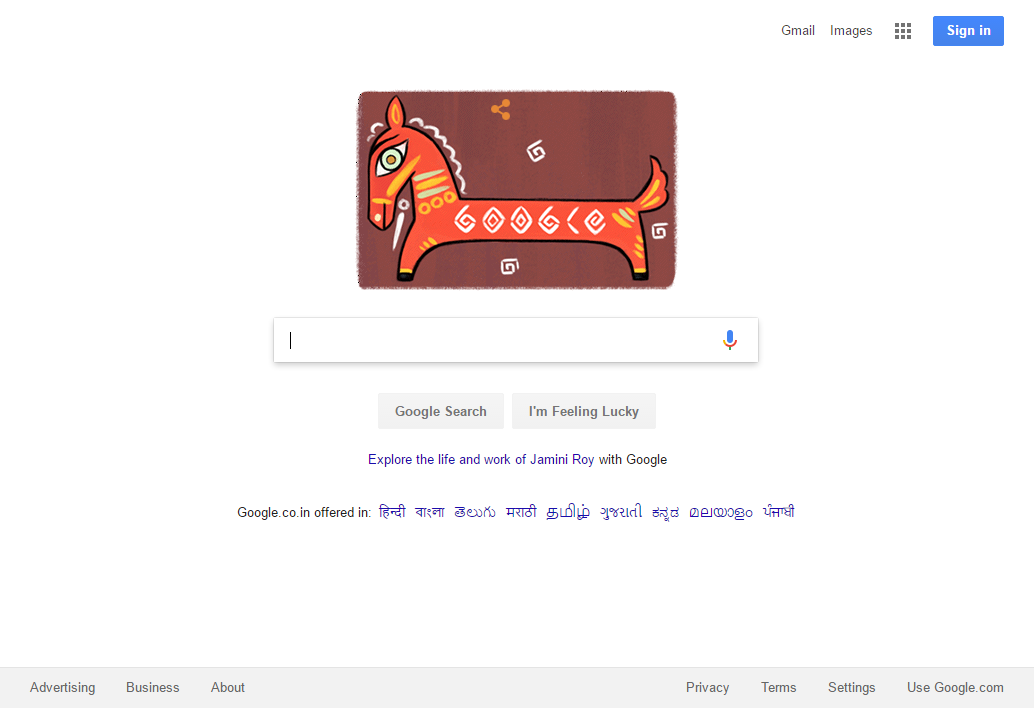 Gmail Images Sign in
GOOGLE
Google Search I'm Feeling Lucky
Explore the life and work of Jamini Roy with Google
Google.co.in offered in: हिन्दी বাংলা తెలుగు मराठी தமிழ் ગુજરાતી ಕನ್ನಡ മലയാളം ਪੰਜਾਬੀ
Advertising Business About Privacy Terms Settings Use Google.com